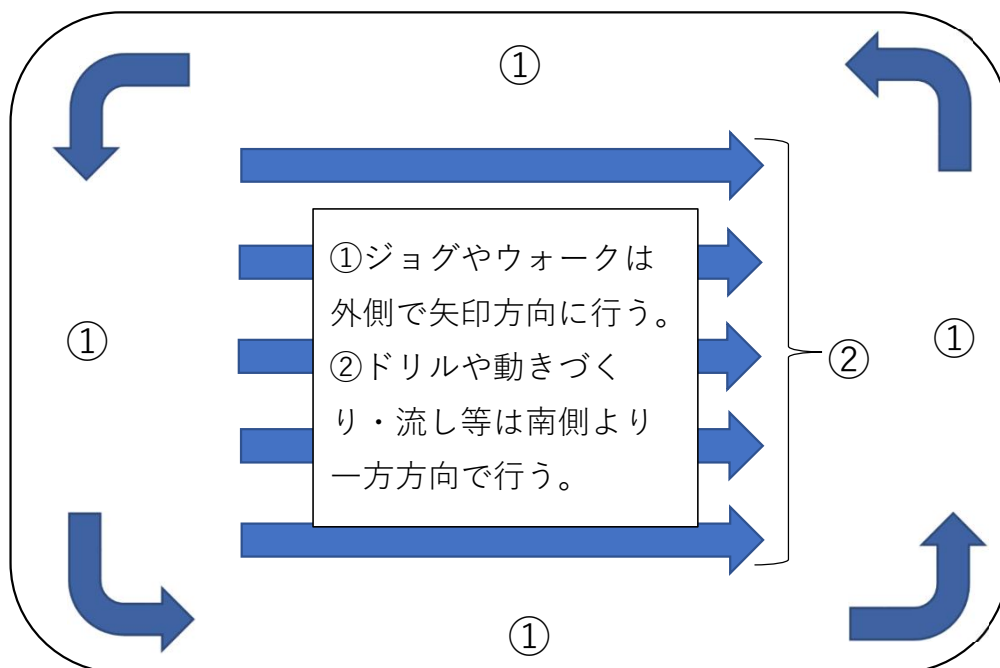 ①
①ジョグやウォークは
外側で矢印方向に行う。
②ドリルや動きづく
り・流し等は南側より
一方方向で行う。
①
①
②
①